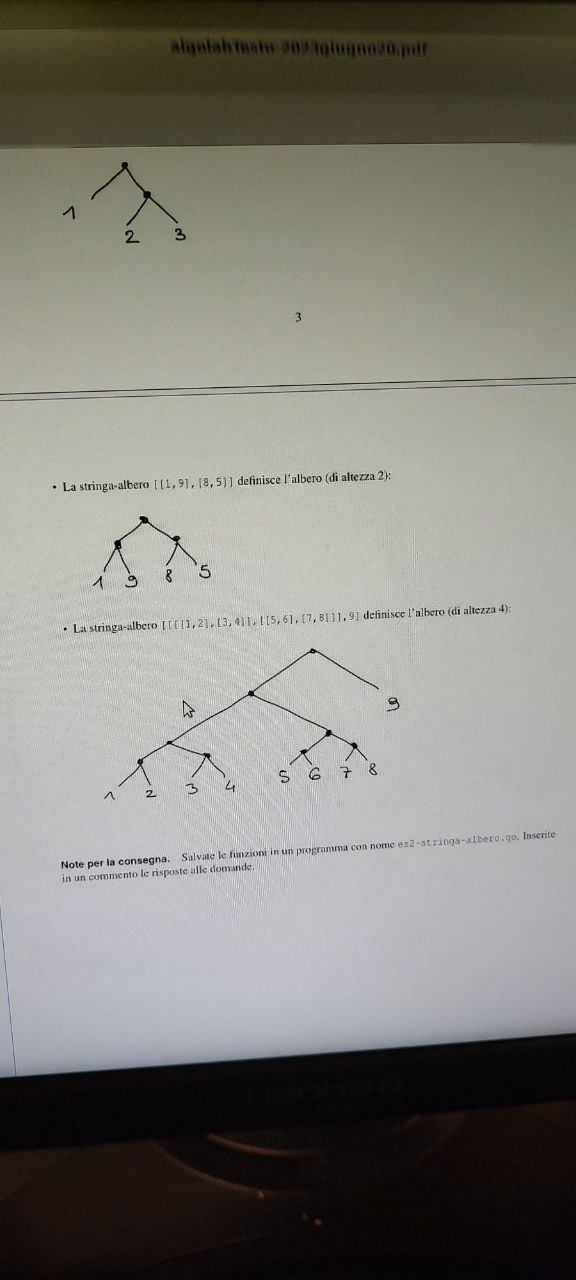 algolab testo-2023giugno20.pdf
1
2 3
3
• La stringa-albero [[1,9],[8,5]] definisce l'albero (di altezza 2):
1 9 8 5
• La stringa-albero [[[[1,2],[3,4]],[[5,6],[7,8]]],9] definisce l'albero (di altezza 4):
9
1 2 3 4 5 6 7 8
Note per la consegna. Salvate le funzioni in un programma con nome es2-stringa-albero.go. Inserite
in un commento le risposte alle domande.